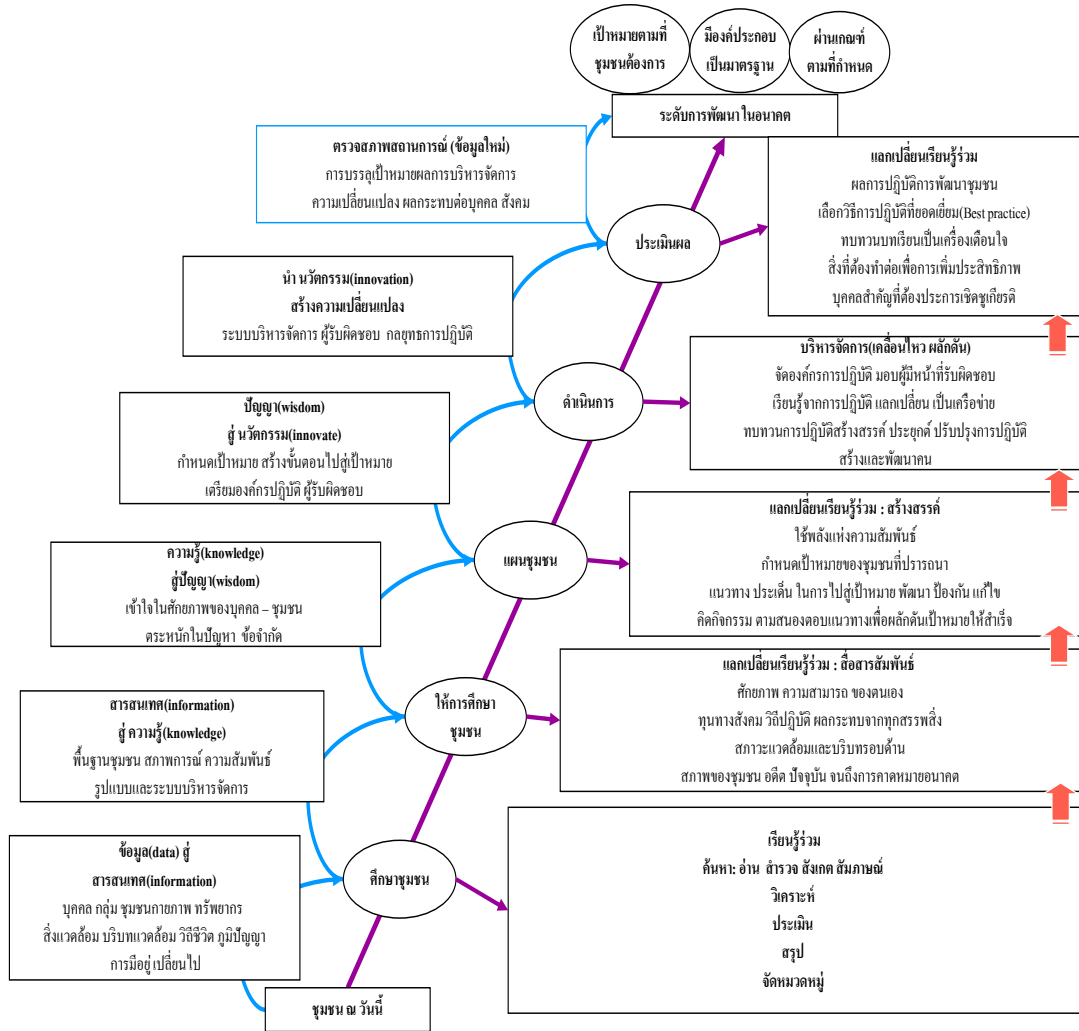 เป้าหมายตามที่
ชุมชนต้องการ
มีองค์ประกอบ
เป็นมาตรฐาน
ผ่านเกณฑ์
ตามที่กำหนด
ระดับการพัฒนา ในอนาคต
ตรวจสภาพสถานการณ์ (ข้อมูลใหม่)
การบรรลุเป้าหมายผลการบริหารจัดการ
ความเปลี่ยนแปลง ผลกระทบต่อบุคคล สังคม
ประเมินผล
แลกเปลี่ยนเรียนรู้ร่วม
ผลการปฏิบัติการพัฒนาชุมชน
เลือกวิธีการปฏิบัติที่ยอดเยี่ยม(Best practice)
ทบทวนบทเรียนเป็นเครื่องเตือนใจ
สิ่งที่ต้องทำต่อเพื่อการเพิ่มประสิทธิภาพ
บุคคลสำคัญที่ต้องประการเชิดชูเกียรติ
นำ นวัตกรรม(innovation)
สร้างความเปลี่ยนแปลง
ระบบบริหารจัดการ ผู้รับผิดชอบ กลยุทธการปฏิบัติ
ดำเนินการ
บริหารจัดการ(เคลื่อนไหว ผลักดัน)
จัดองค์กรการปฏิบัติ มอบผู้มีหน้าที่รับผิดชอบ
เรียนรู้จากการปฏิบัติ แลกเปลี่ยน เป็นเครือข่าย
ทบทวนการปฏิบัติสร้างสรรค์ ประยุกต์ ปรับปรุงการปฏิบัติ
สร้างและพัฒนาคน
ปัญญา(wisdom)
สู่ นวัตกรรม(innovate)
กำหนดเป้าหมาย สร้างขั้นตอนไปสู่เป้าหมาย
เตรียมองค์กรปฏิบัติ ผู้รับผิดชอบ
แผนชุมชน
แลกเปลี่ยนเรียนรู้ร่วม : สร้างสรรค์
ใช้พลังแห่งความสัมพันธ์
กำหนดเป้าหมายของชุมชนที่ปรารถนา
แนวทาง ประเด็น ในการไปสู่เป้าหมาย พัฒนา ป้องกัน แก้ไข
คิดกิจกรรม ตามสนองตอบแนวทางเพื่อผลักดันเป้าหมายให้สำเร็จ
ความรู้(knowledge)
สู่ปัญญา(wisdom)
เข้าใจในศักยภาพของบุคคล – ชุมชน
ตระหนักในปัญหา ข้อจำกัด
ให้การศึกษา
ชุมชน
แลกเปลี่ยนเรียนรู้ร่วม : สื่อสารสัมพันธ์
ศักยภาพ ความสามารถ ของตนเอง
ทุนทางสังคม วิถีปฏิบัติ ผลกระทบจากทุกสรรพสิ่ง
สภาวะแวดล้อมและบริบทรอบด้าน
สภาพของชุมชน อดีต ปัจจุบัน จนถึงการคาดหมายอนาคต
สารสนเทศ(information)
สู่ ความรู้(knowledge)
พื้นฐานชุมชน สภาพการณ์ ความสัมพันธ์
รูปแบบและระบบบริหารจัดการ
ศึกษาชุมชน
เรียนรู้ร่วม
ค้นหา: อ่าน สำรวจ สังเกต สัมภาษณ์
วิเคราะห์
ประเมิน
สรุป
จัดหมวดหมู่
ข้อมูล(data) สู่
สารสนเทศ(information)
บุคคล กลุ่ม ชุมชนกายภาพ ทรัพยากร
สิ่งแวดล้อม บริบทแวดล้อม วิถีชีวิต ภูมิปัญญา
การมีอยู่ เปลี่ยนไป
ชุมชน ณ วันนี้